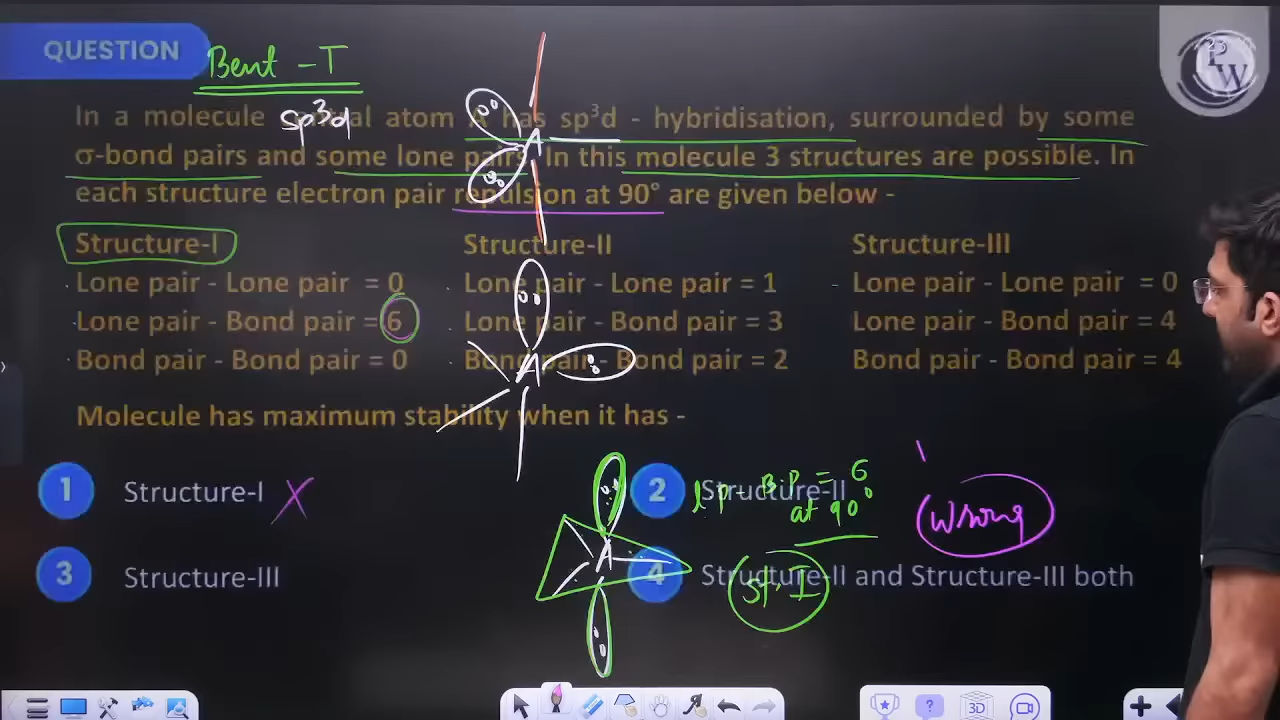 QUESTION
Bent - T
sp³d
In a molecule central atom A has sp³d - hybridisation, surrounded by some
σ-bond pairs and some lone pairs. In this molecule 3 structures are possible. In
each structure electron pair repulsion at 90° are given below -
Structure-I
Lone pair - Lone pair = 0
Lone pair - Bond pair = 6
Bond pair - Bond pair = 0
Structure-II
Lone pair - Lone pair = 1
Lone pair - Bond pair = 3
Bond pair - Bond pair = 2
Structure-III
Lone pair - Lone pair = 0
Lone pair - Bond pair = 4
Bond pair - Bond pair = 4
Molecule has maximum stability when it has -
1 Structure-I
2 Structure-II
3 Structure-III
4 Structure-II and Structure-III both
A
A
A
l.p - B.P = 6
at 90°
St. I
Wrong
PW
3D
?